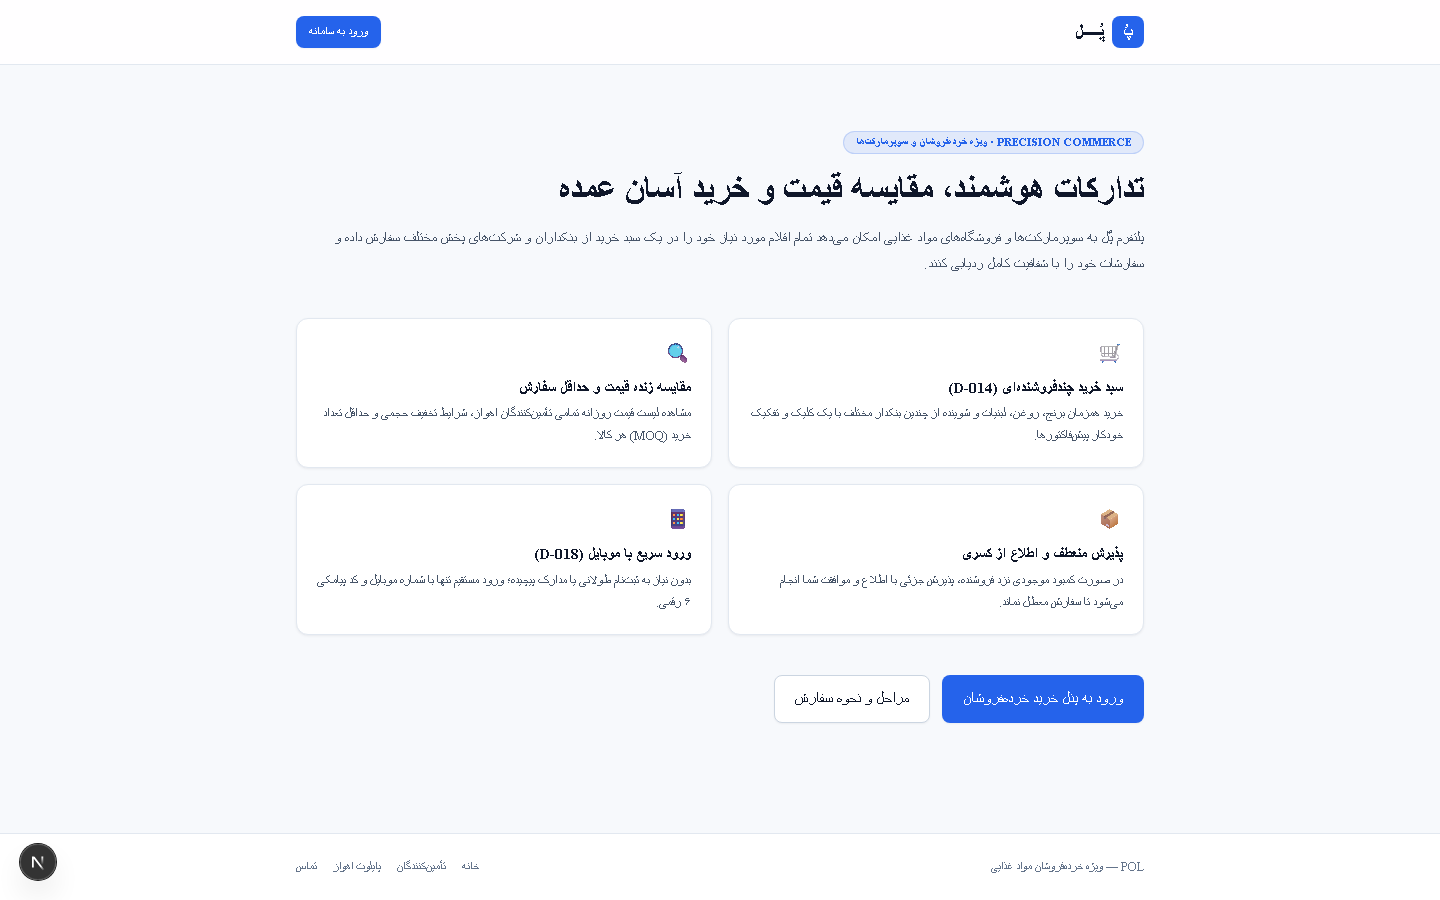 پُ
پُــــل
ورود به سامانه
PRECISION COMMERCE • ویژه خرده‌فروشان و سوپرمارکت‌ها
تدارکات هوشمند، مقایسه قیمت و خرید آسان عمده
پلتفرم پُل به سوپرمارکت‌ها و فروشگاه‌های مواد غذایی امکان می‌دهد تمام اقلام مورد نیاز خود را در یک سبد خرید از بنکداران و شرکت‌های پخش مختلف سفارش داده و
سفارشات خود را با شفافیت کامل ردیابی کنند.
🛒
سبد خرید چندفروشنده‌ای (D-014)
خرید همزمان برنج، روغن، لبنیات و شوینده از چندین بنکدار مختلف با یک کلیک و تفکیک
خودکار پیش‌فاکتورها.
🔍
مقایسه زنده قیمت و حداقل سفارش
مشاهده لیست قیمت روزانه تمامی تأمین‌کنندگان اهواز، شرایط تخفیف حجمی و حداقل تعداد
خرید (MOQ) هر کالا.
📦
پذیرش منعطف و اطلاع از کسری
در صورت کمبود موجودی نزد فروشنده، پذیرش جزئی با اطلاع و موافقت شما انجام
می‌شود تا سفارش معطل نماند.
📱
ورود سریع با موبایل (D-018)
بدون نیاز به ثبت‌نام طولانی یا مدارک پیچیده؛ ورود مستقیم تنها با شماره موبایل و کد پیامکی
۶ رقمی.
ورود به پنل خرید خرده‌فروشان
مراحل و نحوه سفارش
POL — ویژه خرده‌فروشان مواد غذایی
خانه
تأمین‌کنندگان
پایلوت اهواز
تماس
N